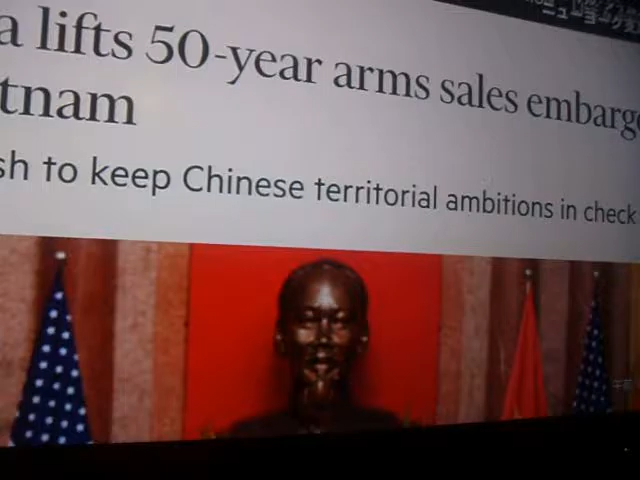 a lifts 50-year arms sales embarg
tnam
sh to keep Chinese territorial ambitions in check